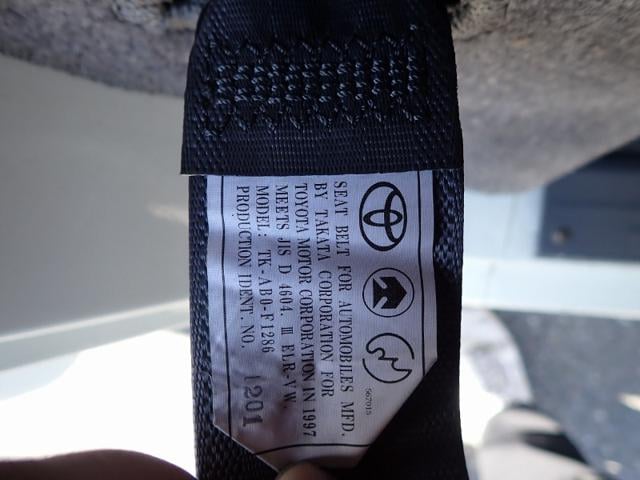 SEAT BELT FOR AUTOMOBILES MFD.
BY TAKATA CORPORATION FOR
TOYOTA MOTOR CORPORATION IN 1997
MEETS JIS D 4604. Ⅲ ELR-VW.
MODEL: TK-AB0-F1286
PRODUCTION IDENT. NO. 1201
567015